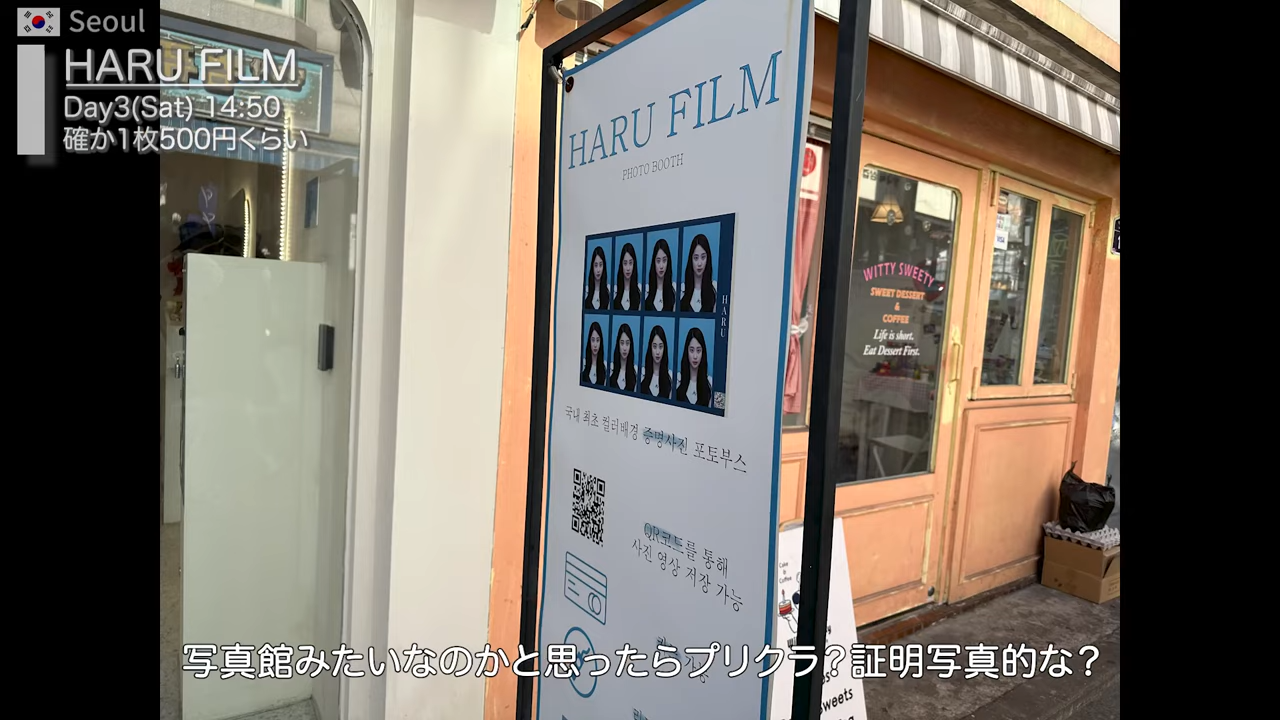 Seoul
HARU FILM
Day3(Sat) 14:50
確か1枚500円くらい
HARU FILM
PHOTO BOOTH
HARU
국내 최초 컬러배경 증명사진 포토부스
QR코드를 통해
사진 영상 저장 가능
WITTY SWEETY
SWEET DESSERT
&
COFFEE
Life is short.
Eat Dessert First.
VISA
Cake
&
Coffee
sweets
写真館みたいなのかと思ったらプリクラ?証明写真的な?